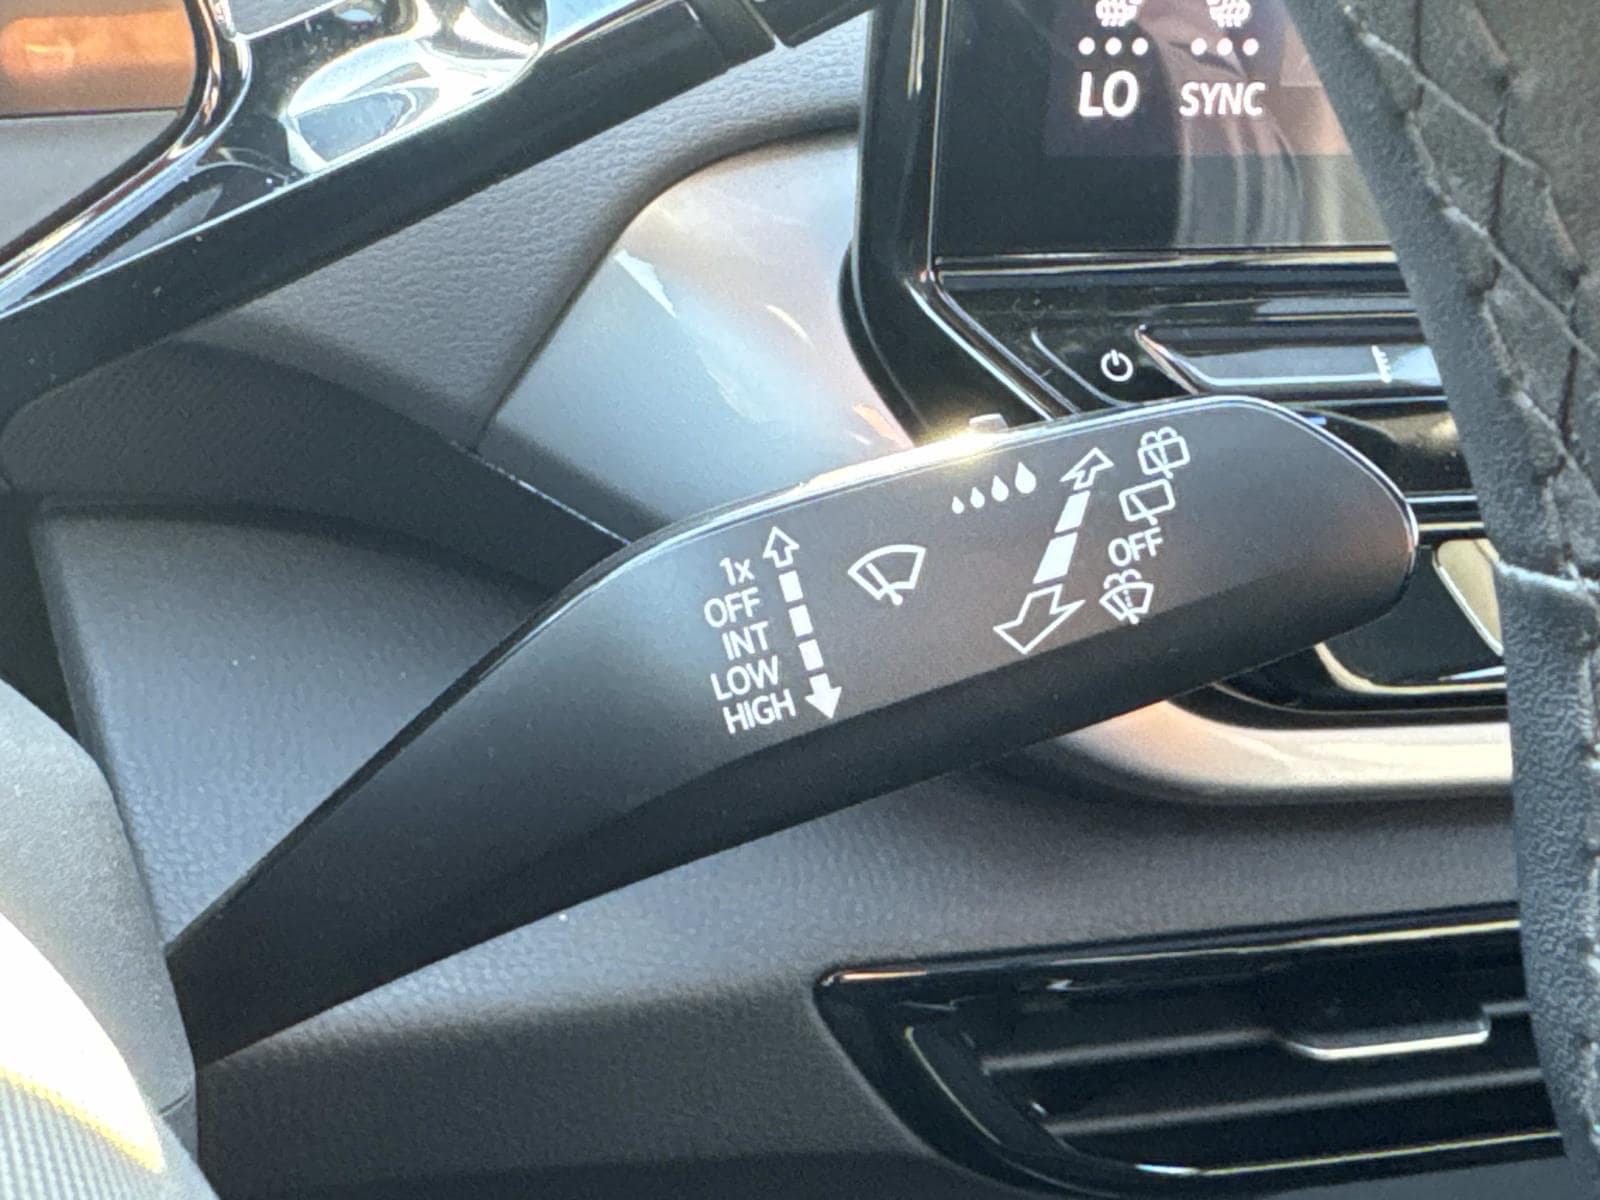 LO SYNC
1x
OFF
INT
LOW
HIGH
OFF